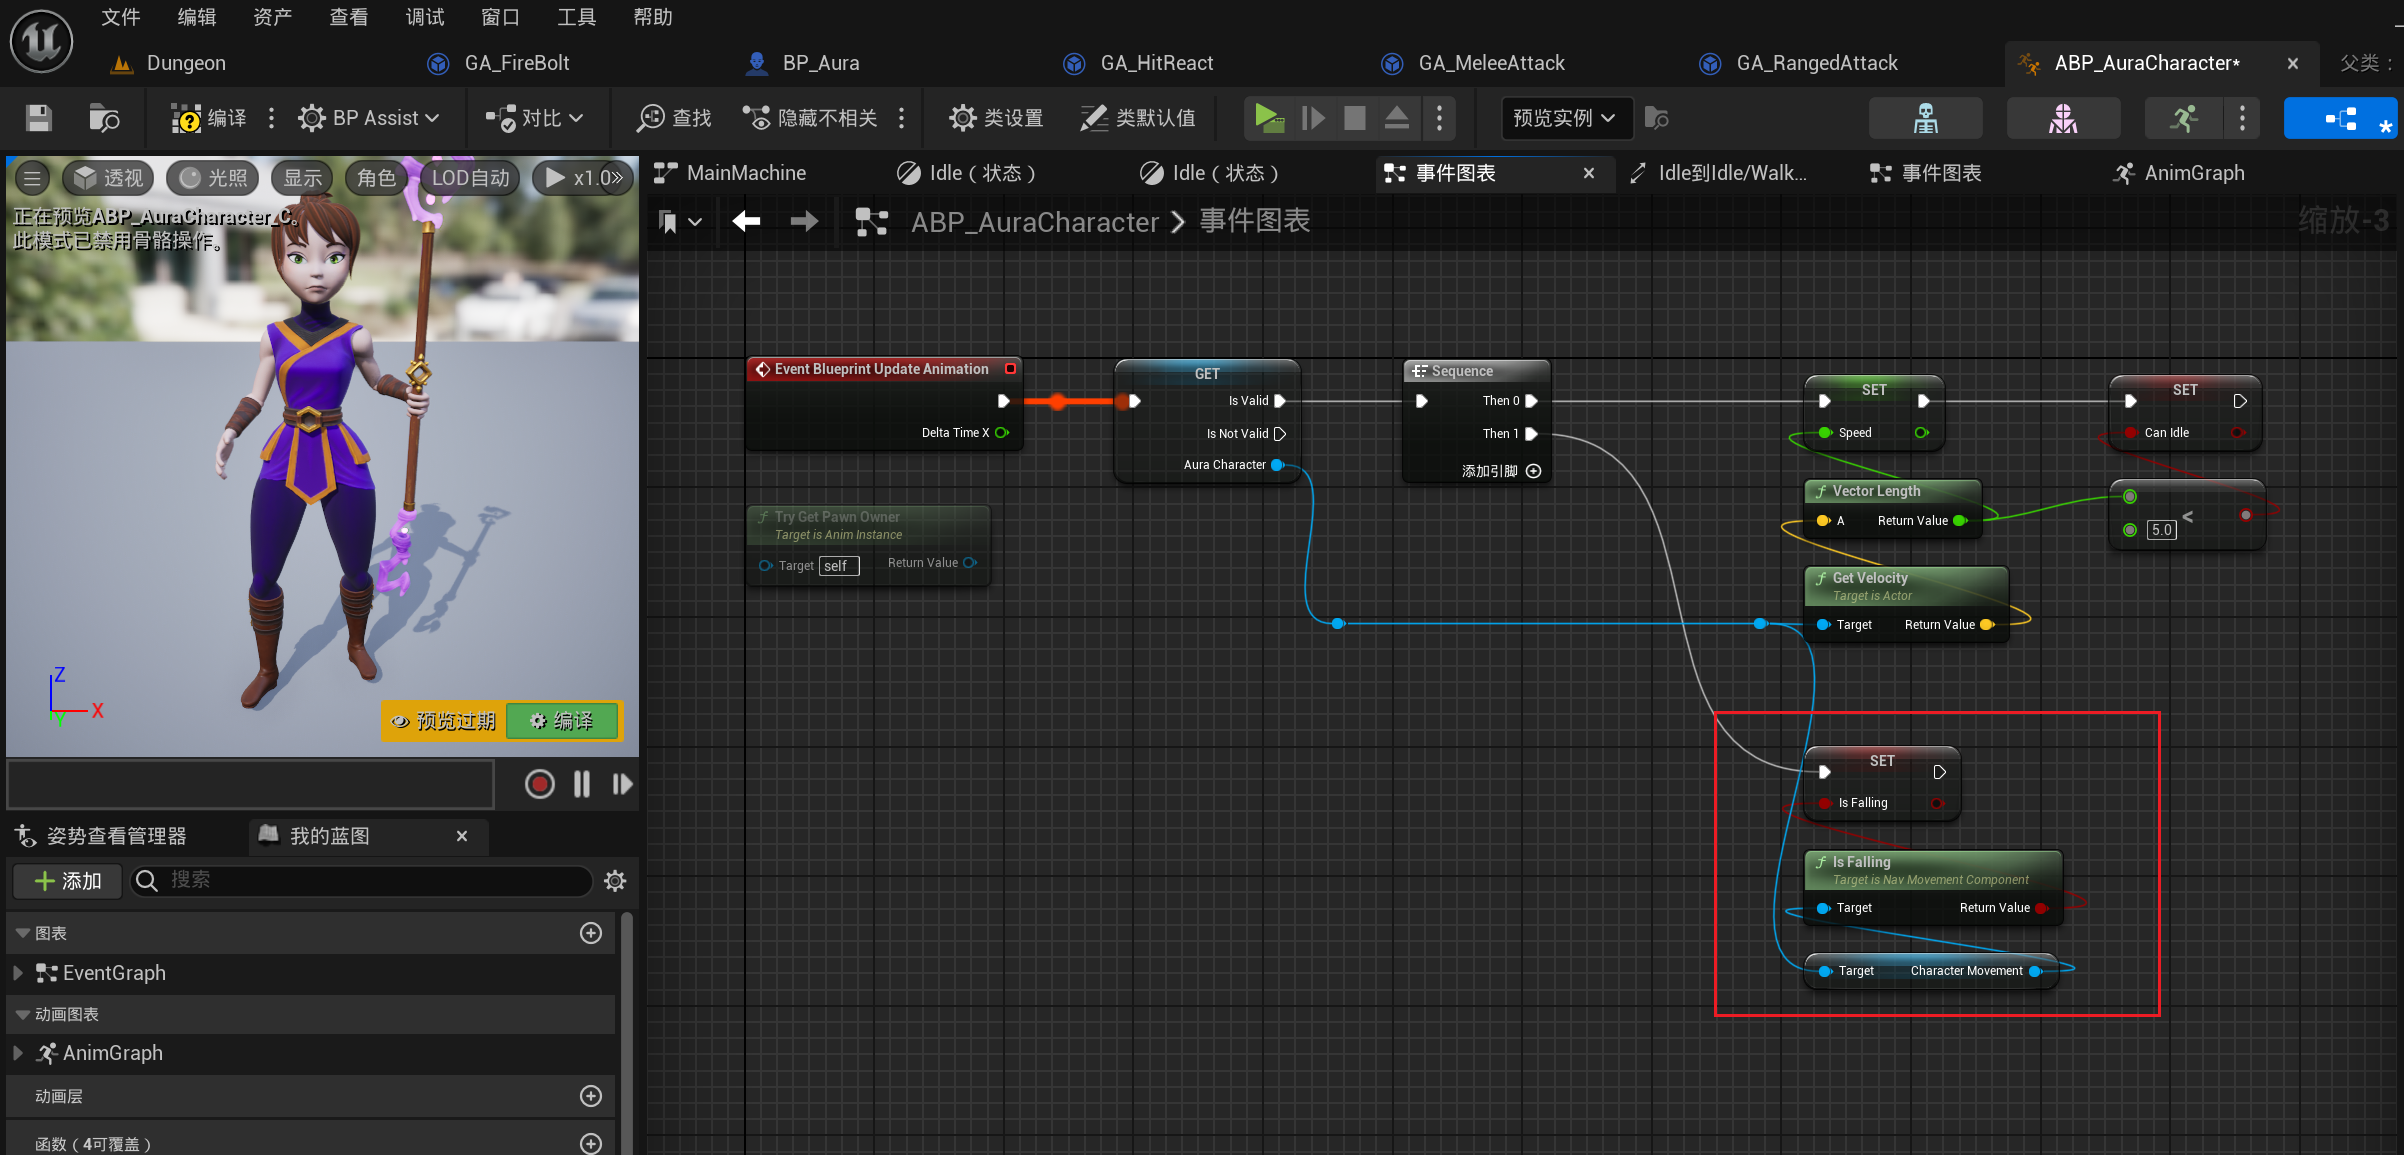 文件 编辑 资产 查看 调试 窗口 工具 帮助
Dungeon GA_FireBolt BP_Aura GA_HitReact GA_MeleeAttack GA_RangedAttack ABP_AuraCharacter* 父类：
编译 BP Assist 对比 查找 隐藏不相关 类设置 类默认值 预览实例
透视 光照 显示 角色 LOD自动 x1.0
正在预览ABP_AuraCharacter_C。
此模式已禁用骨骼操作。
Z
X
Y
预览过期 编译
姿势查看管理器 我的蓝图
添加 搜索
图表
EventGraph
动画图表
AnimGraph
动画层
函数（4可覆盖）
MainMachine Idle（状态） Idle（状态） 事件图表 Idle到Idle/Walk... 事件图表 AnimGraph
ABP_AuraCharacter 事件图表 缩放-3
Event Blueprint Update Animation
Delta Time X
Try Get Pawn Owner
Target is Anim Instance
Target self Return Value
GET
Is Valid
Is Not Valid
Aura Character
Sequence
Then 0
Then 1
添加引脚
SET
Speed
SET
Can Idle
Vector Length
A Return Value
5.0 <
Get Velocity
Target is Actor
Target Return Value
SET
Is Falling
Is Falling
Target is Nav Movement Component
Target Return Value
Target Character Movement